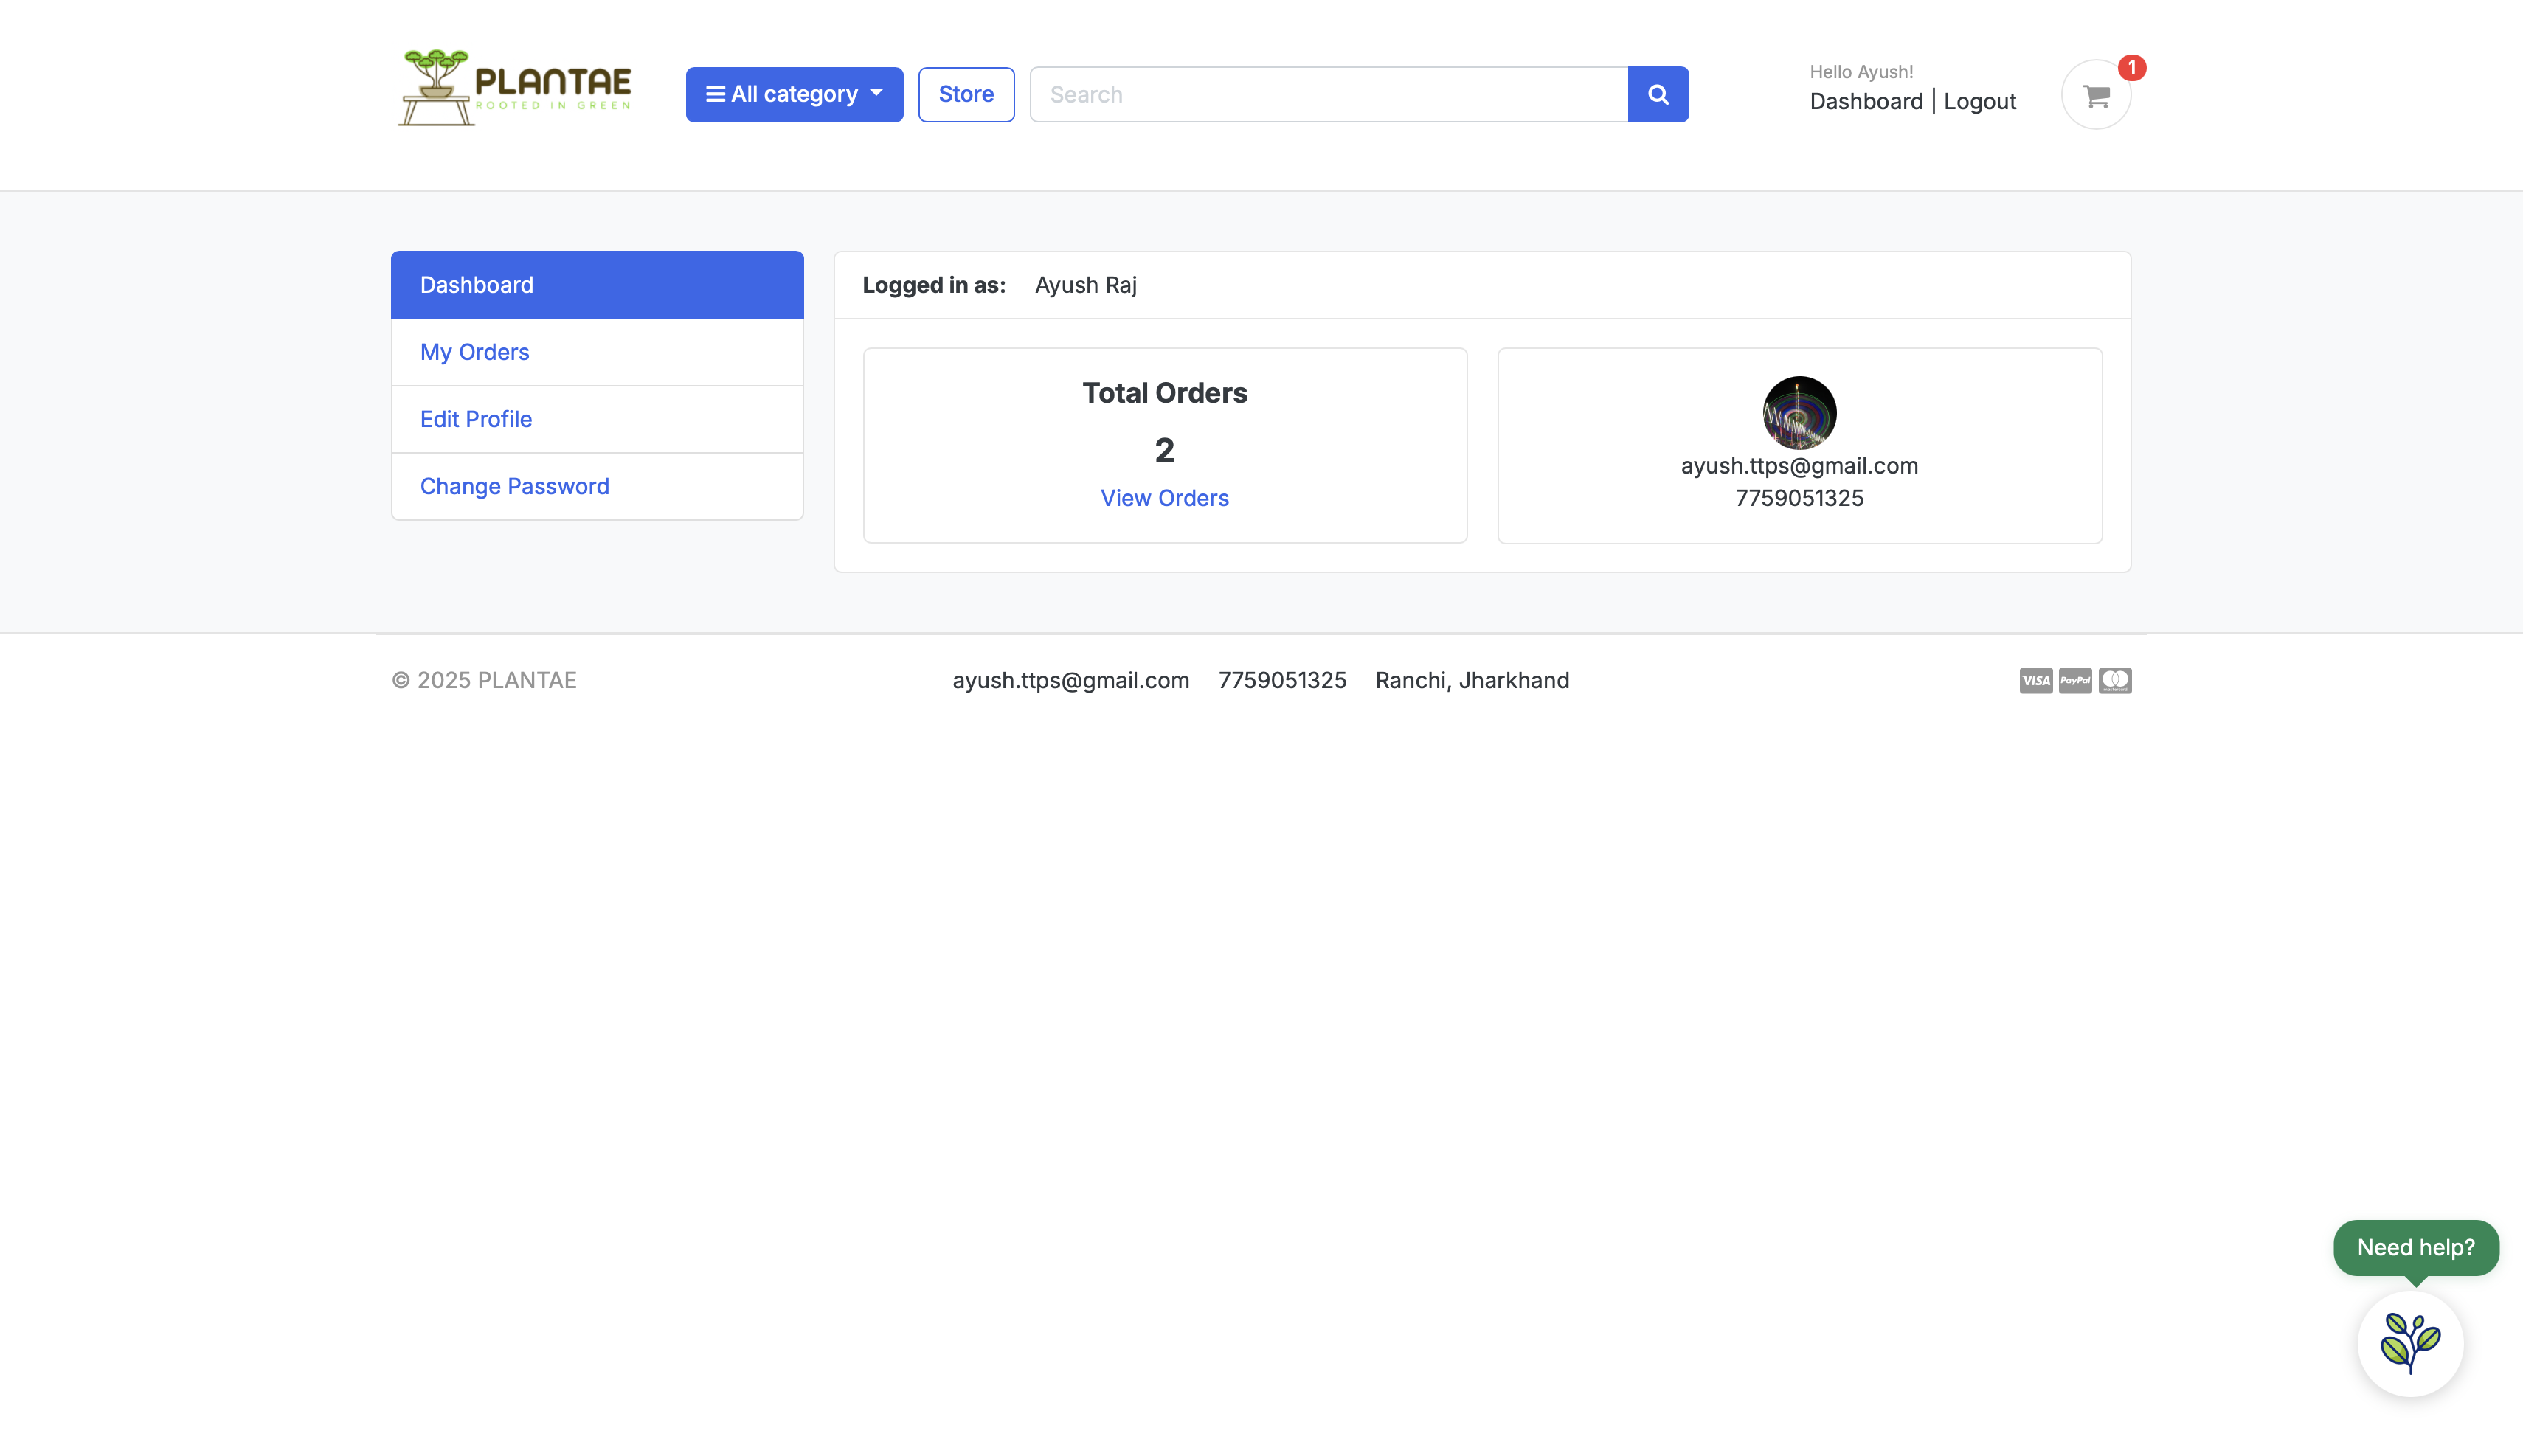 PLANTAE
ROOTED IN GREEN
All category
Store
Search
Hello Ayush!
Dashboard | Logout
1
Dashboard
My Orders
Edit Profile
Change Password
Logged in as: Ayush Raj
Total Orders
2
View Orders
ayush.ttps@gmail.com
7759051325
© 2025 PLANTAE
ayush.ttps@gmail.com 7759051325 Ranchi, Jharkhand
VISA PayPal mastercard
Need help?